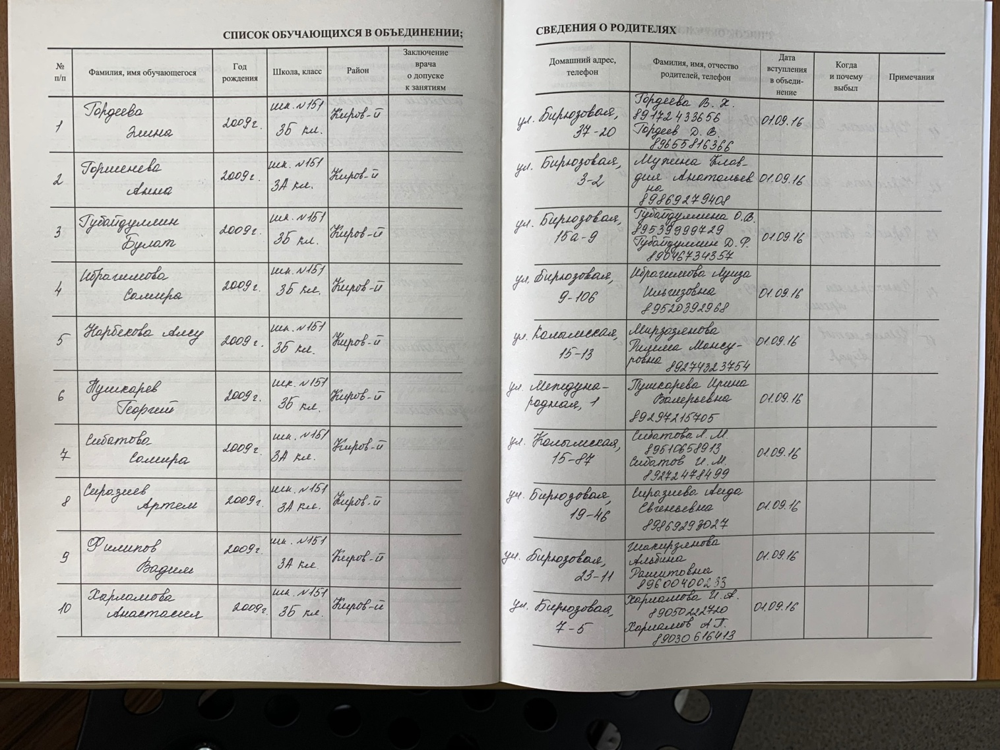 СПИСОК ОБУЧАЮЩИХСЯ В ОБЪЕДИНЕНИИ;
№ п/п
Фамилия, имя обучающегося
Год рождения
Школа, класс
Район
Заключение врача о допуске к занятиям
1
Гордеева
Элина
2009г.
шк. №151
3Б кл.
Киров-й
2
Горшенева
Анна
2009г.
шк. №151
3А кл.
Киров-й
3
Губайдуллин
Булат
2009г.
шк. №151
3Б кл.
Киров-й
4
Ибрагимова
Самира
2009г.
шк. №151
3Б кл.
Киров-й
5
Нарбекова Алсу
2009г.
шк. №151
3Б кл.
Киров-й
6
Пушкарев
Георгий
2009г.
шк. №151
3Б кл.
Киров-й
7
Сибатова
Самира
2009г.
шк. №151
3А кл.
Киров-й
8
Сиразиев
Артем
2009г.
шк. №151
3А кл.
Киров-й
9
Филипов
Вадим
2009г.
шк. №151
3А кл.
Киров-й
10
Харламова
Анастасия
2009г.
шк. №151
3Б кл.
Киров-й
СВЕДЕНИЯ О РОДИТЕЛЯХ
Домашний адрес, телефон
Фамилия, имя, отчество родителей, телефон
Дата вступления в объеди-нение
Когда и почему выбыл
Примечания
ул. Бирюзовая,
37-20
Гордеева В. Х.
89172433656
Гордеев Д. В.
89655816366
01.09.16
ул. Бирюзовая,
3-2
Мухина Клав-
дия Анатольев
на
89869279408
01.09.16
ул. Бирюзовая,
15а-9
Губайдуллина О.В.
89539999729
Губайдуллин Д. Ф.
89046734357
01.09.16
ул. Бирюзовая,
9-106
Ибрагимова Луиза
Ильгизовна
89520392968
01.09.16
ул. Колымская,
15-13
Мирзазянова
Римма Мансу-
ровна 89274323754
01.09.16
ул. Междуна-
родная, 1
Пушкарева Ирина
Валерьевна
89297215705
01.09.16
ул. Колымская,
15-87
Сибатова Л. М.
89510658913
Сибатов И. М.
89272478499
01.09.16
ул. Бирюзовая,
19-46
Сиразиева Аида
Евгеньевна
89869293027
01.09.16
ул. Бирюзовая,
23-11
Шакирзянова
Альбина
Рашитовна
89600400233
01.09.16
ул. Бирюзовая,
7-5
Харламова И. А.
89050222720
Харламов А.П.
89030616413
01.09.16